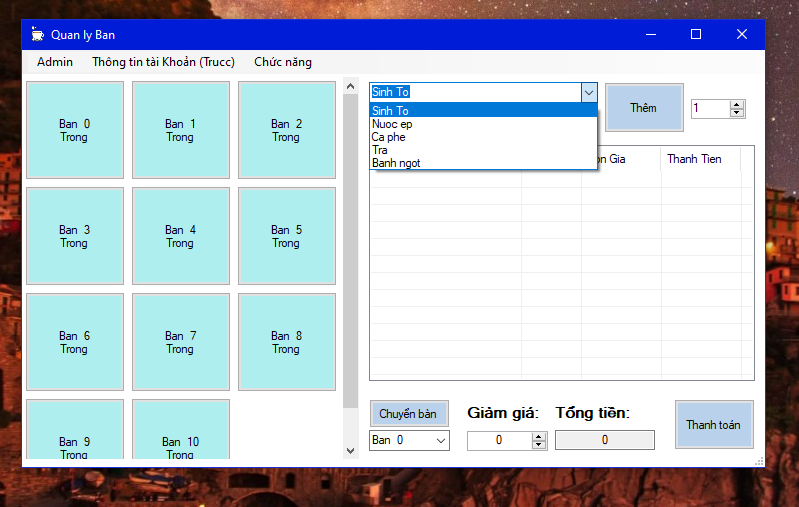 Quan ly Ban
Admin Thông tin tài Khoản (Trucc) Chức năng
Ban 0
Trong
Ban 1
Trong
Ban 2
Trong
Ban 3
Trong
Ban 4
Trong
Ban 5
Trong
Ban 6
Trong
Ban 7
Trong
Ban 8
Trong
Ban 9
Trong
Ban 10
Trong
Sinh To
Sinh To
Nuoc ep
Ca phe
Tra
Banh ngot
Thêm
1
Gia
Thanh Tien
Chuyển bàn
Ban 0
Giảm giá:
0
Tổng tiền:
0
Thanh toán